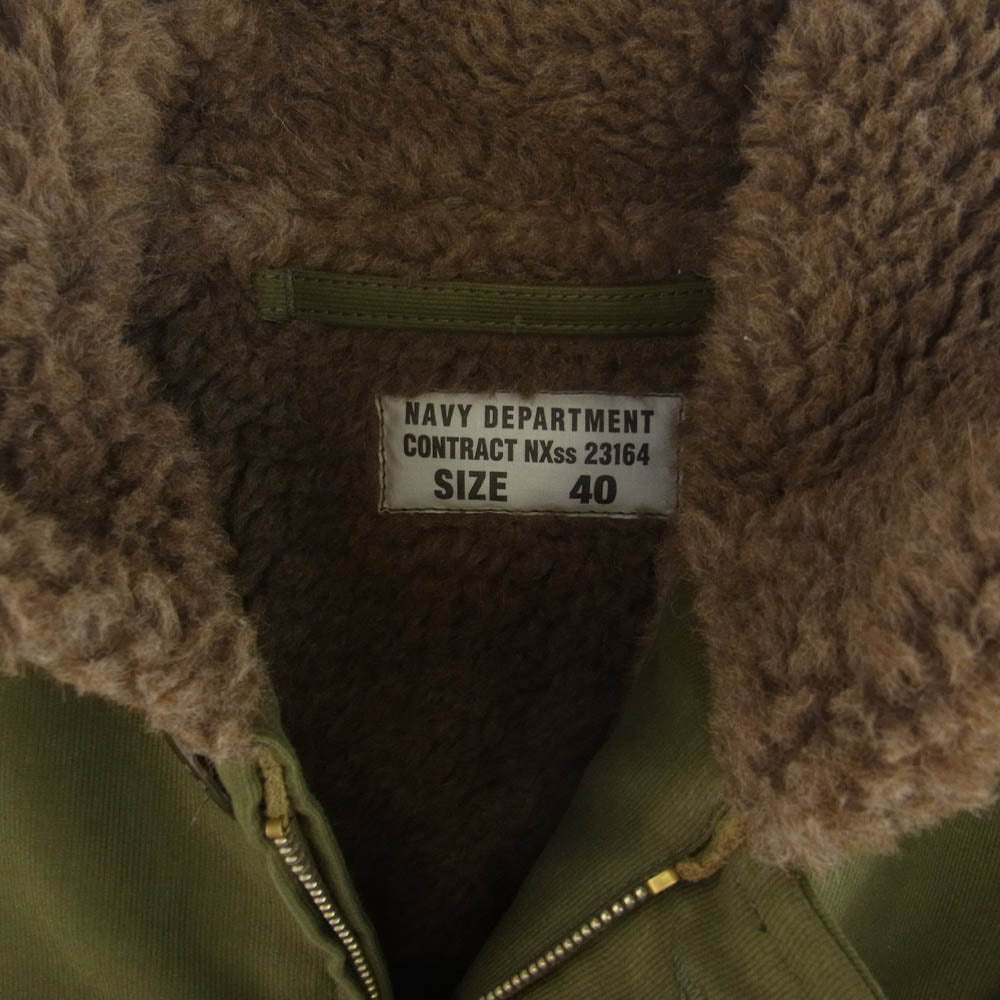 NAVY DEPARTMENT
CONTRACT NXss 23164
SIZE 40